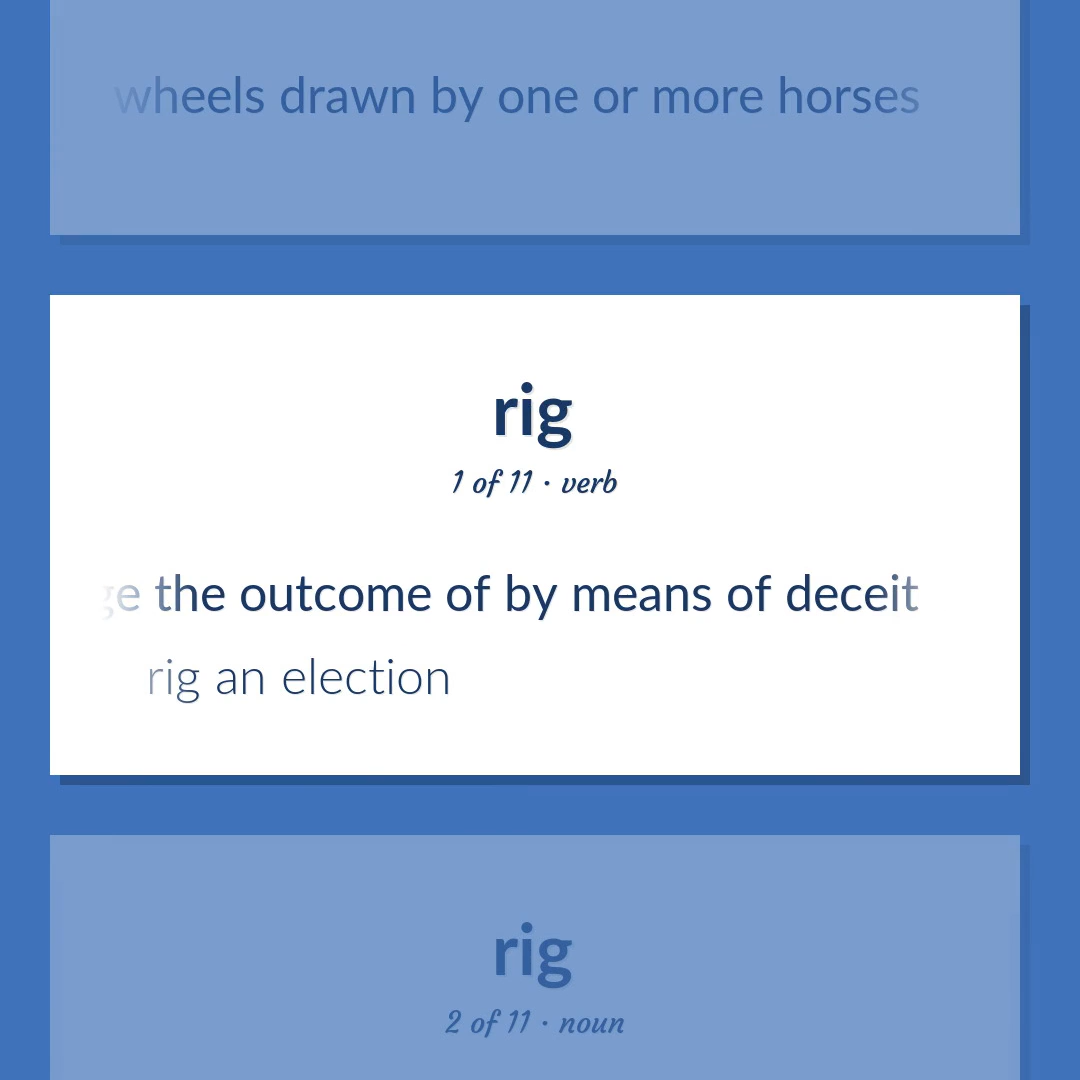 wheels drawn by one or more horses
rig
1 of 11 · verb
ge the outcome of by means of deceit
rig an election
rig
2 of 11 · noun